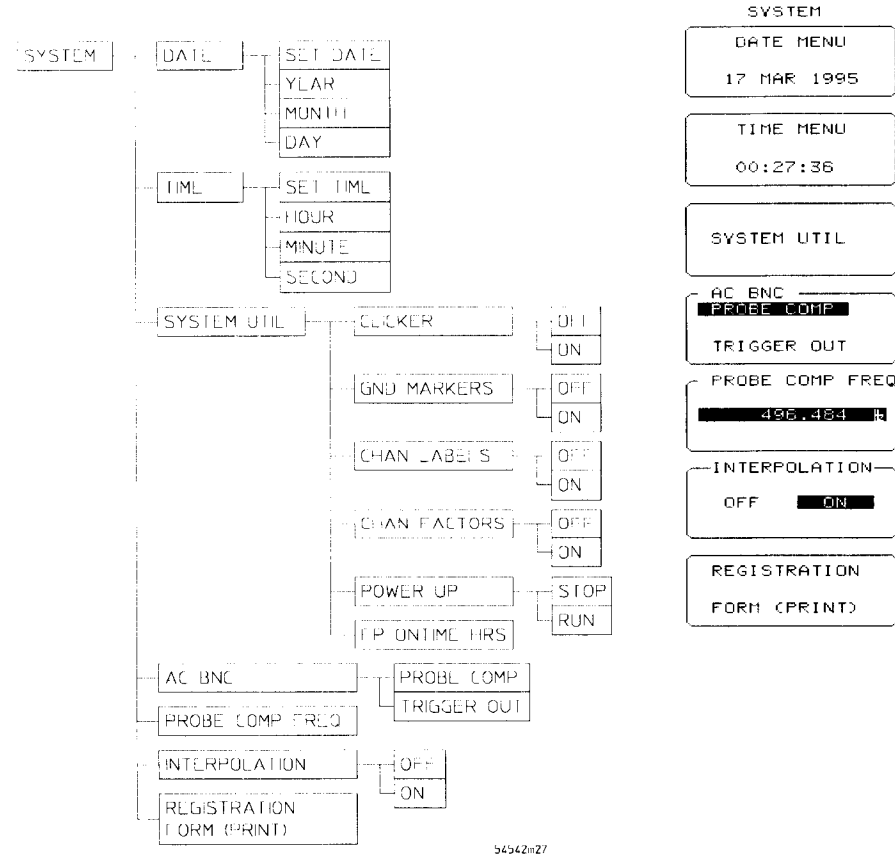 SYSTEM
DATE
SET DATE
YEAR
MONTH
DAY
TIME
SET TIME
HOUR
MINUTE
SECOND
SYSTEM UTIL
CLICKER
OFF
ON
GND MARKERS
OFF
ON
CHAN LABELS
OFF
ON
CHAN FACTORS
OFF
ON
POWER UP
STOP
RUN
ONTIME HRS
AC BNC
PROBE COMP
TRIGGER OUT
PROBE COMP FREQ
INTERPOLATION
OFF
ON
REGISTRATION
FORM (PRINT)
54542m27
SYSTEM
DATE MENU
17 MAR 1995
TIME MENU
00:27:36
SYSTEM UTIL
AC BNC
PROBE COMP
TRIGGER OUT
PROBE COMP FREQ
496.484 Hz
INTERPOLATION
OFF ON
REGISTRATION
FORM (PRINT)